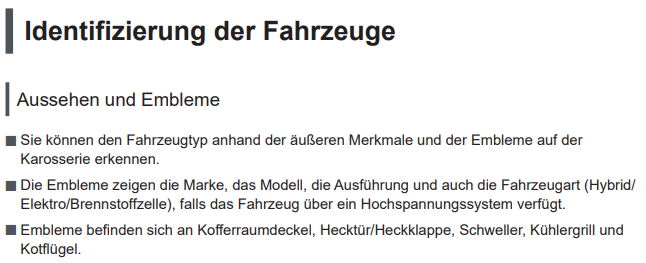 Identifizierung der Fahrzeuge
Aussehen und Embleme
■ Sie können den Fahrzeugtyp anhand der äußeren Merkmale und der Embleme auf der
Karosserie erkennen.
■ Die Embleme zeigen die Marke, das Modell, die Ausführung und auch die Fahrzeugart (Hybrid/
Elektro/Brennstoffzelle), falls das Fahrzeug über ein Hochspannungssystem verfügt.
■ Embleme befinden sich an Kofferraumdeckel, Hecktür/Heckklappe, Schweller, Kühlergrill und
Kotflügel.